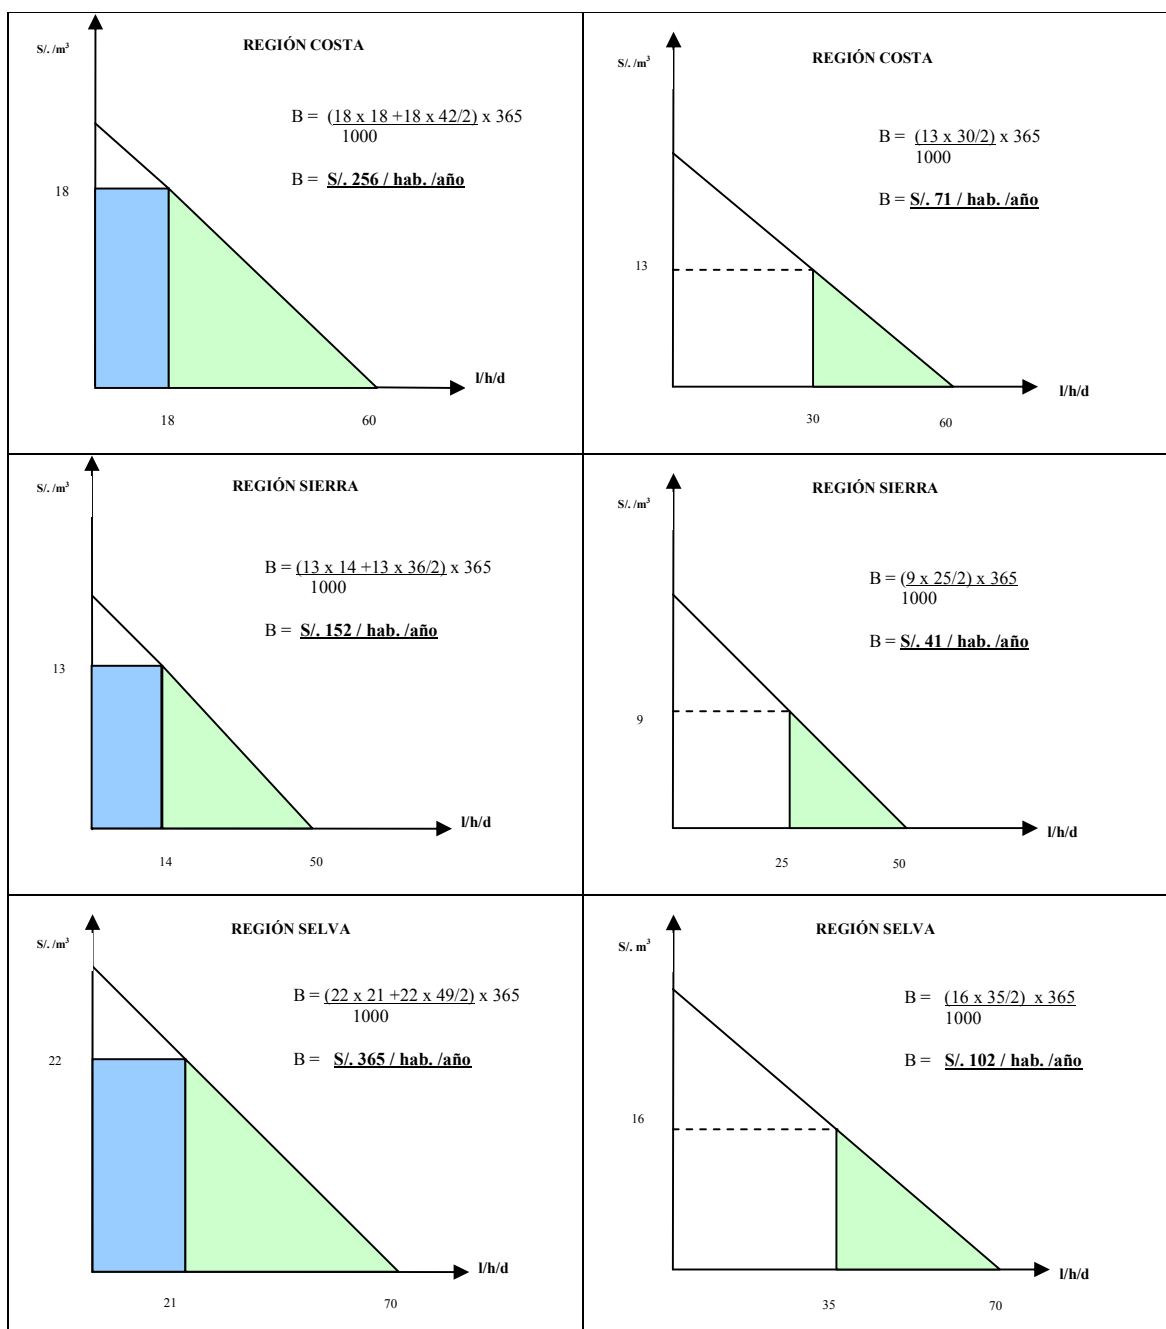 REGIÓN COSTA
S/. /m³
B = (18 x 18 +18 x 42/2) x 365
1000
B = S/. 256 / hab. /año
18
l/h/d
18 60
REGIÓN COSTA
S/. /m³
B = (13 x 30/2) x 365
1000
B = S/. 71 / hab. /año
13
l/h/d
30 60
REGIÓN SIERRA
S/. /m³
B = (13 x 14 +13 x 36/2) x 365
1000
B = S/. 152 / hab. /año
13
l/h/d
14 50
REGIÓN SIERRA
S/. /m³
B = (9 x 25/2) x 365
1000
B = S/. 41 / hab. /año
9
l/h/d
25 50
REGIÓN SELVA
S/. /m³
B = (22 x 21 +22 x 49/2) x 365
1000
B = S/. 365 / hab. /año
22
l/h/d
21 70
REGIÓN SELVA
S/. m³
B = (16 x 35/2) x 365
1000
B = S/. 102 / hab. /año
16
l/h/d
35 70